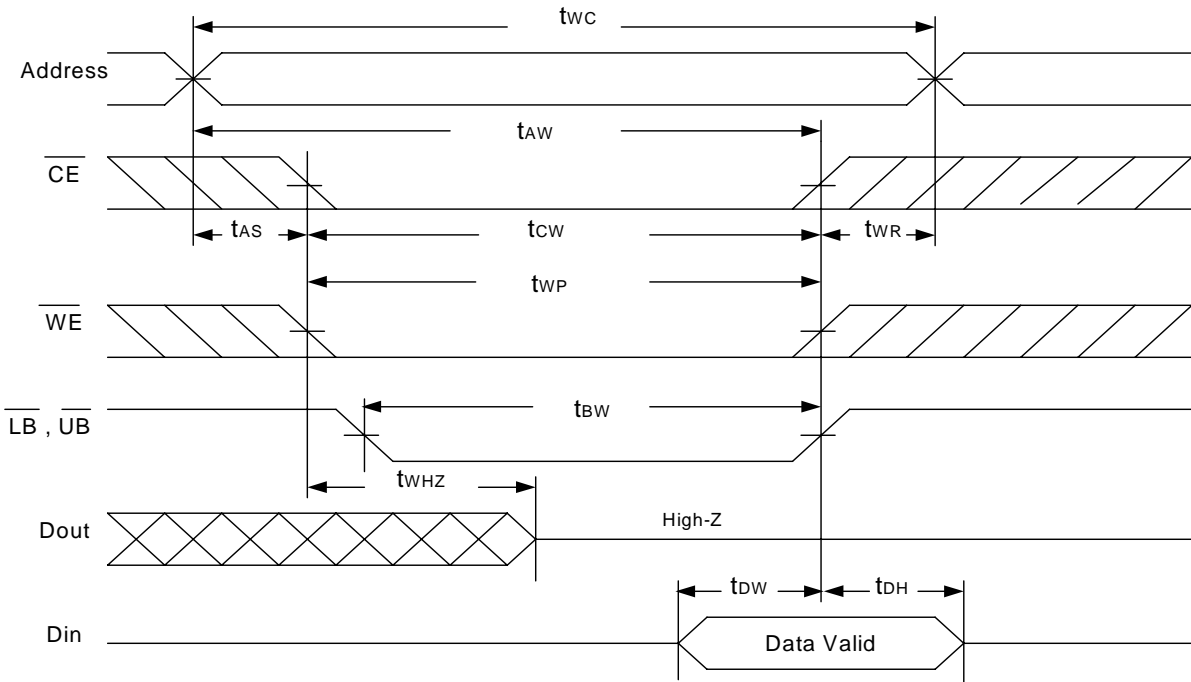 tWC
Address
tAW
CE
tAS
tCW
tWR
tWP
WE
tBW
LB , UB
tWHZ
High-Z
Dout
tDW
tDH
Din
Data Valid